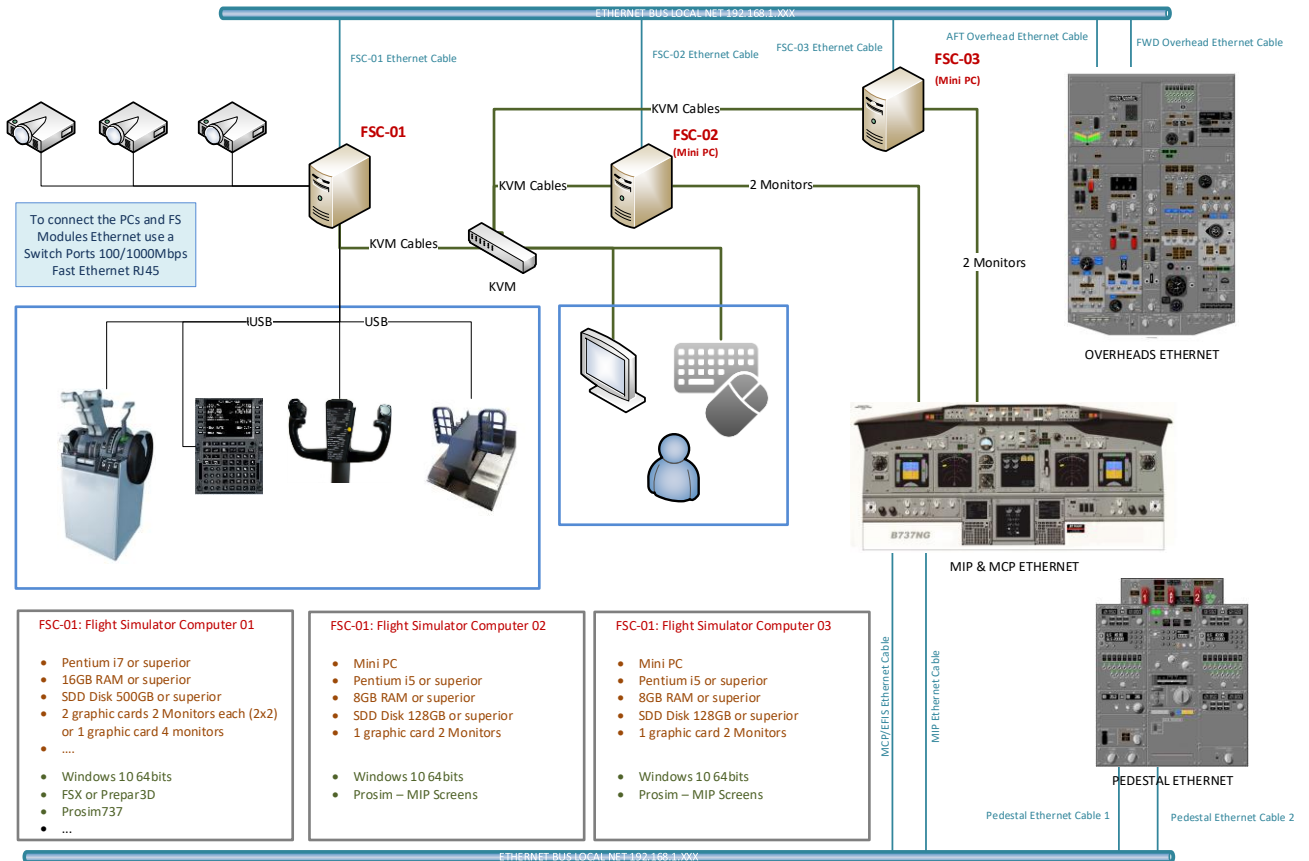 ETHERNET BUS LOCAL NET 192.168.1.XXX
FSC-01 Ethernet Cable
FSC-02 Ethernet Cable
FSC-03 Ethernet Cable
AFT Overhead Ethernet Cable
FWD Overhead Ethernet Cable
FSC-03
(Mini PC)
KVM Cables
FSC-01
FSC-02
(Mini PC)
KVM Cables
2 Monitors
To connect the PCs and FS
Modules Ethernet use a
Switch Ports 100/1000Mbps
Fast Ethernet RJ45
KVM Cables
KVM
2 Monitors
USB
USB
OVERHEADS ETHERNET
B737NG
MIP & MCP ETHERNET
FSC-01: Flight Simulator Computer 01
• Pentium i7 or superior
• 16GB RAM or superior
• SDD Disk 500GB or superior
• 2 graphic cards 2 Monitors each (2x2)
or 1 graphic card 4 monitors
• ....
• Windows 10 64bits
• FSX or Prepar3D
• Prosim737
• ...
FSC-01: Flight Simulator Computer 02
• Mini PC
• Pentium i5 or superior
• 8GB RAM or superior
• SDD Disk 128GB or superior
• 1 graphic card 2 Monitors
• Windows 10 64bits
• Prosim – MIP Screens
FSC-01: Flight Simulator Computer 03
• Mini PC
• Pentium i5 or superior
• 8GB RAM or superior
• SDD Disk 128GB or superior
• 1 graphic card 2 Monitors
• Windows 10 64bits
• Prosim – MIP Screens
MCP/EFIS Ethernet Cable
MIP Ethernet Cable
PEDESTAL ETHERNET
Pedestal Ethernet Cable 1
Pedestal Ethernet Cable 2
ETHERNET BUS LOCAL NET 192.168.1.XXX